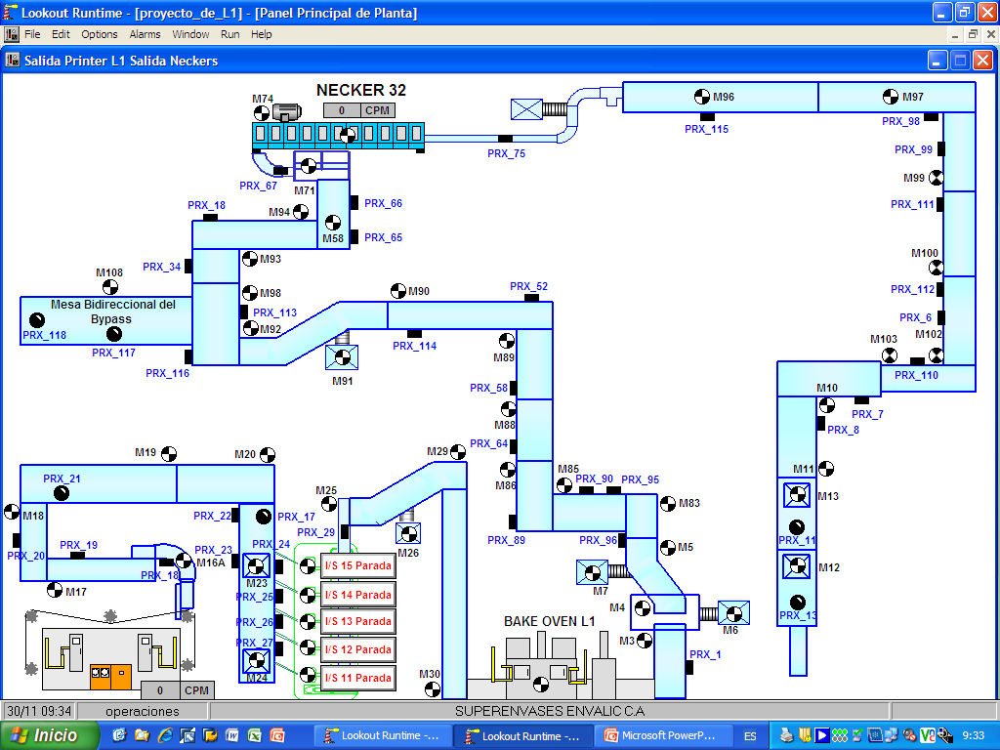 Lookout Runtime - [proyecto_de_L1] - [Panel Principal de Planta]
File Edit Options Alarms Window Run Help
Salida Printer L1 Salida Neckers
NECKER 32
M74
0 CPM
M96
M97
PRX_115
PRX_98
PRX_75
PRX_99
PRX_67
M71
M99
PRX_18
M94
PRX_66
PRX_111
M58
PRX_65
M100
PRX_34
M93
M108
M98
M90
PRX_52
PRX_112
Mesa Bidireccional del
Bypass
PRX_113
PRX_6
PRX_118
M92
M102
PRX_117
PRX_114
M103
PRX_116
M91
M89
PRX_110
PRX_58
M10
PRX_7
M88
PRX_8
PRX_64
M19
M20
M29
M86
M85
M11
PRX_21
PRX_90
PRX_95
M25
M13
M18
PRX_22
PRX_17
M83
PRX_29
PRX_89
PRX_96
PRX_11
PRX_19
PRX_23
PRX_24
M26
M5
PRX_20
M16A
I/S 15 Parada
M12
PRX_18
M23
M7
M17
PRX_25
I/S 14 Parada
M4
PRX_13
PRX_26
I/S 13 Parada
BAKE OVEN L1
M6
PRX_27
I/S 12 Parada
M3
PRX_1
M24
I/S 11 Parada
M30
0 CPM
30/11 09:34 operaciones SUPERENVASES ENVALIC C.A
Inicio Lookout Runtime -... Lookout Runtime -... Microsoft PowerP... ES 9:33